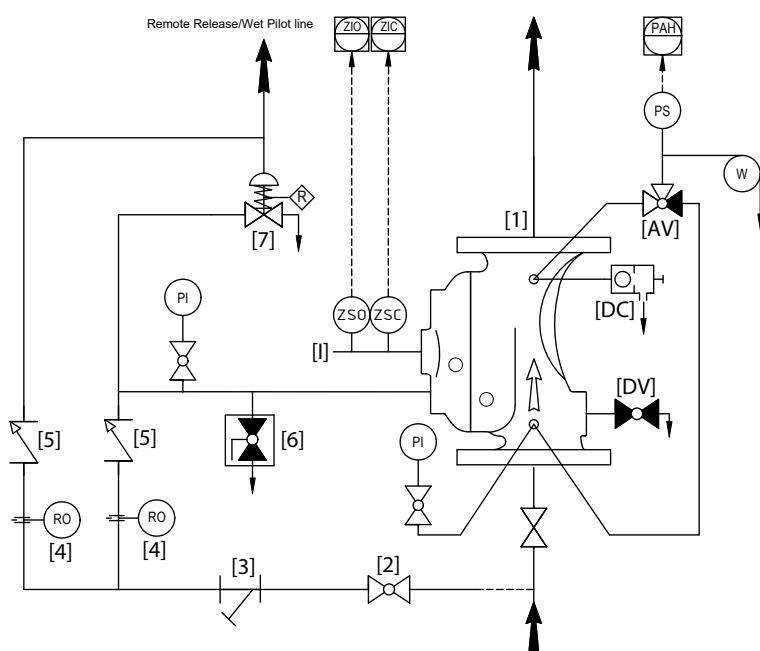 Remote Release/Wet Pilot line
ZIO ZIC
PAH
PS
W
R
[7]
[1]
[AV]
PI
ZSO ZSC
[DC]
[I]
[DV]
[5] [5]
[6]
PI
RO RO
[4] [4]
[3]
[2]